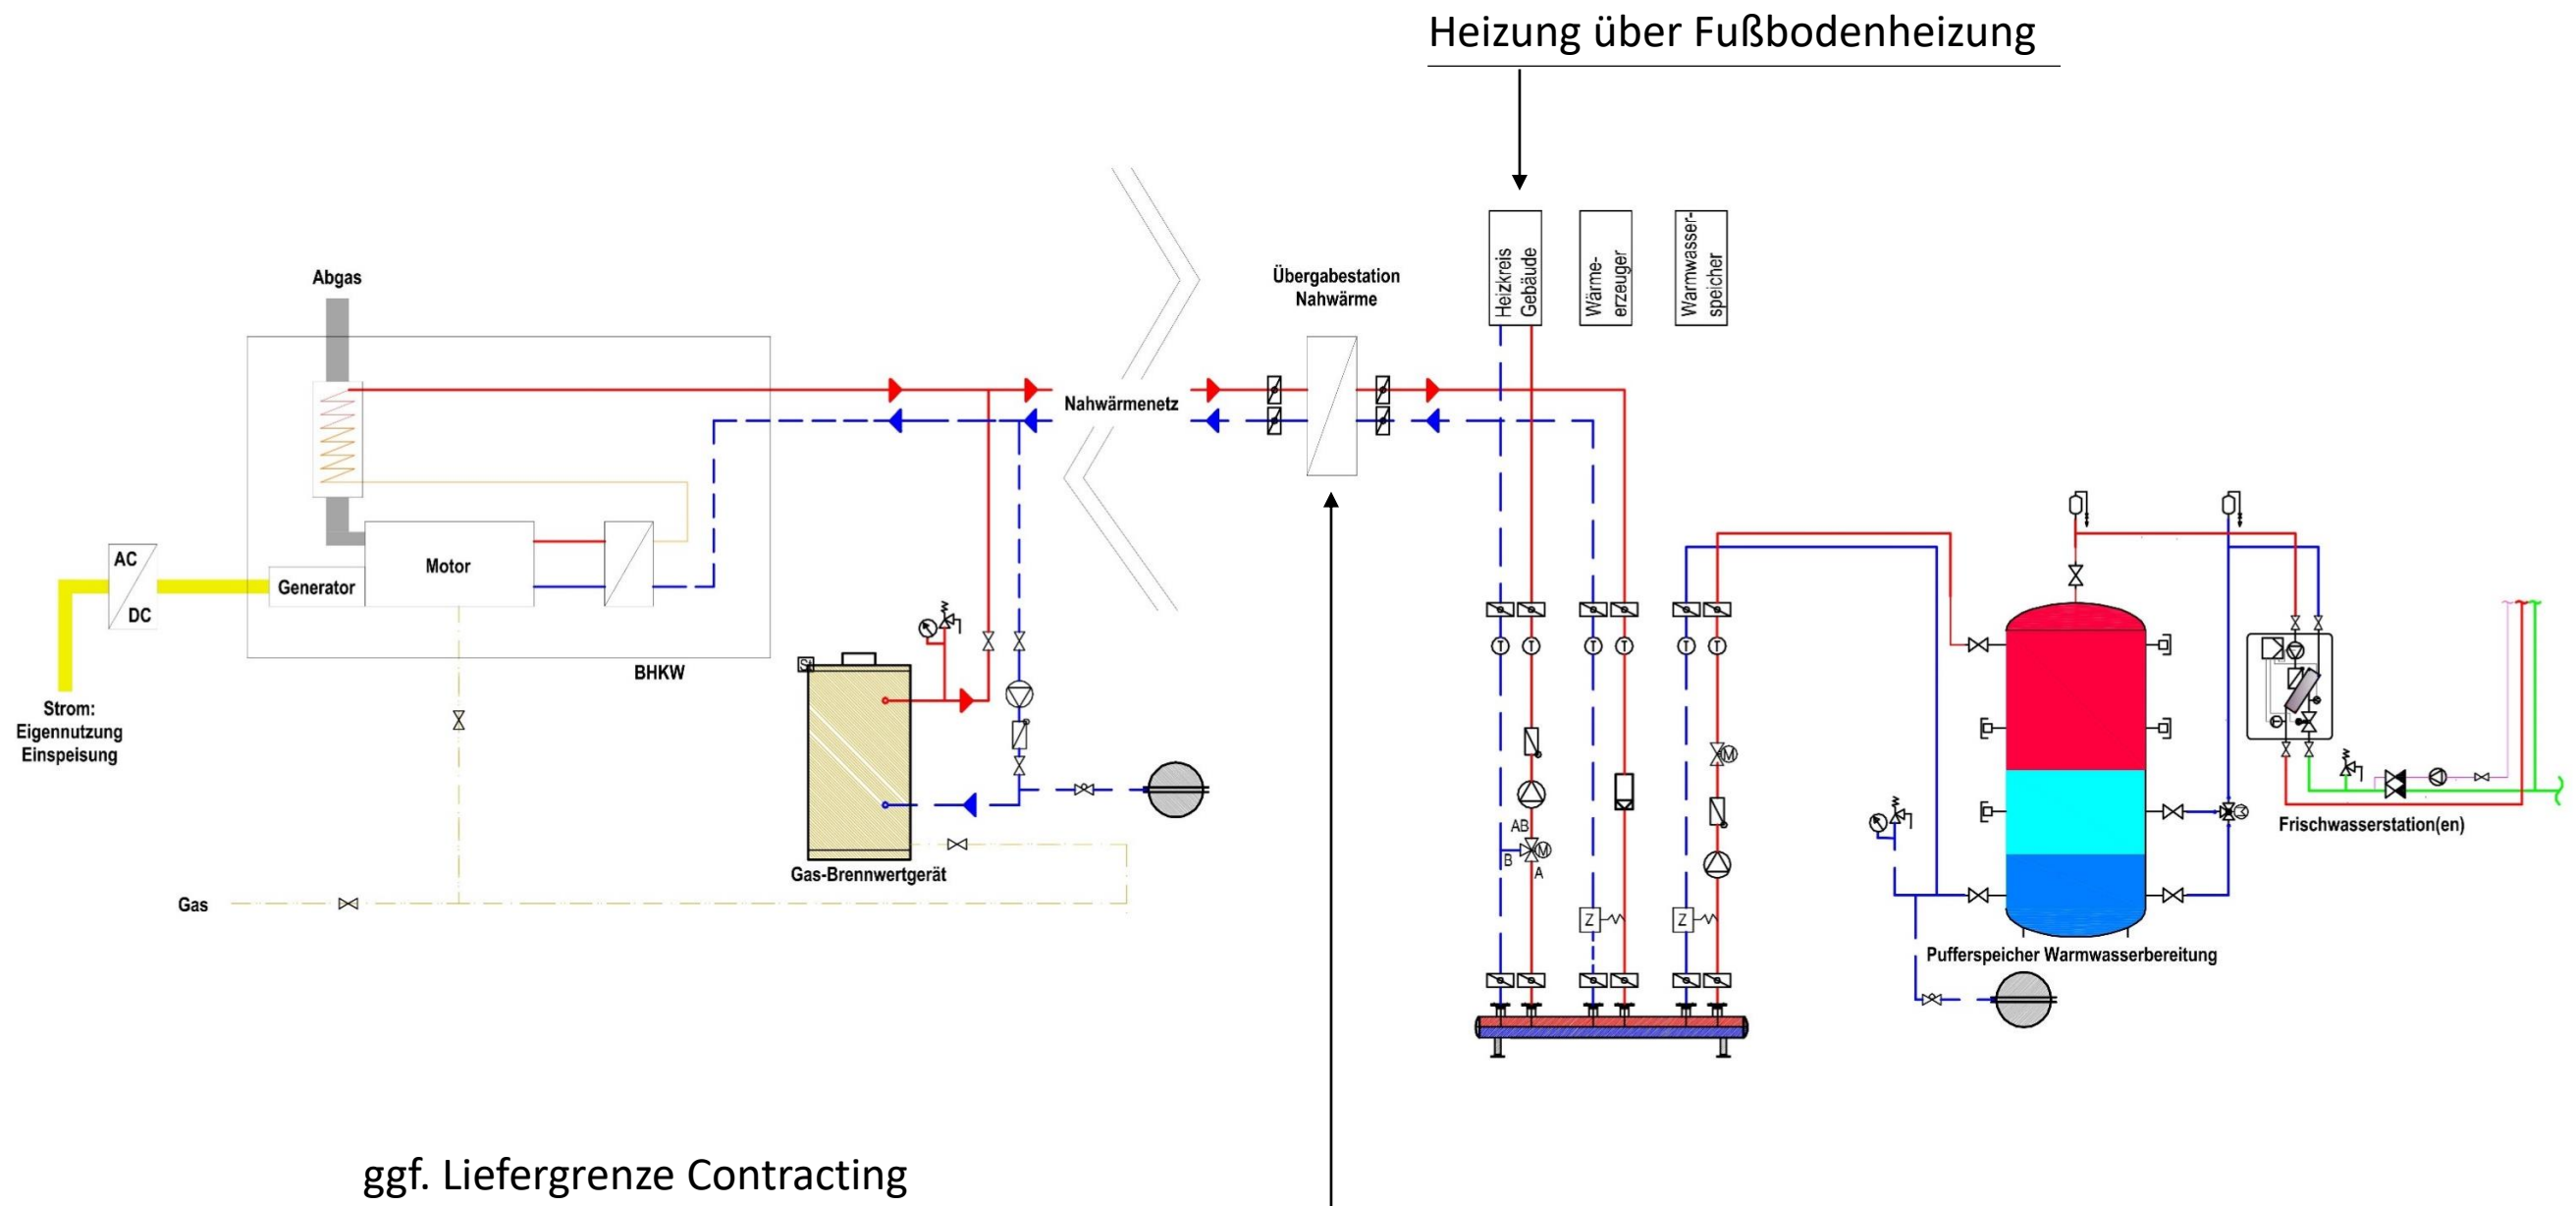 Heizung über Fußbodenheizung
Heizkreis
Gebäude
Wärme-
erzeuger
Warmwasser-
speicher
Abgas
Übergabestation
Nahwärme
Nahwärmenetz
AC
DC
Generator
Motor
BHKW
Strom:
Eigennutzung
Einspeisung
Gas-Brennwertgerät
Gas
T
T
T
T
T
T
M
AB
B
M
A
Z
Z
Frischwasserstation(en)
Pufferspeicher Warmwasserbereitung
ggf. Liefergrenze Contracting